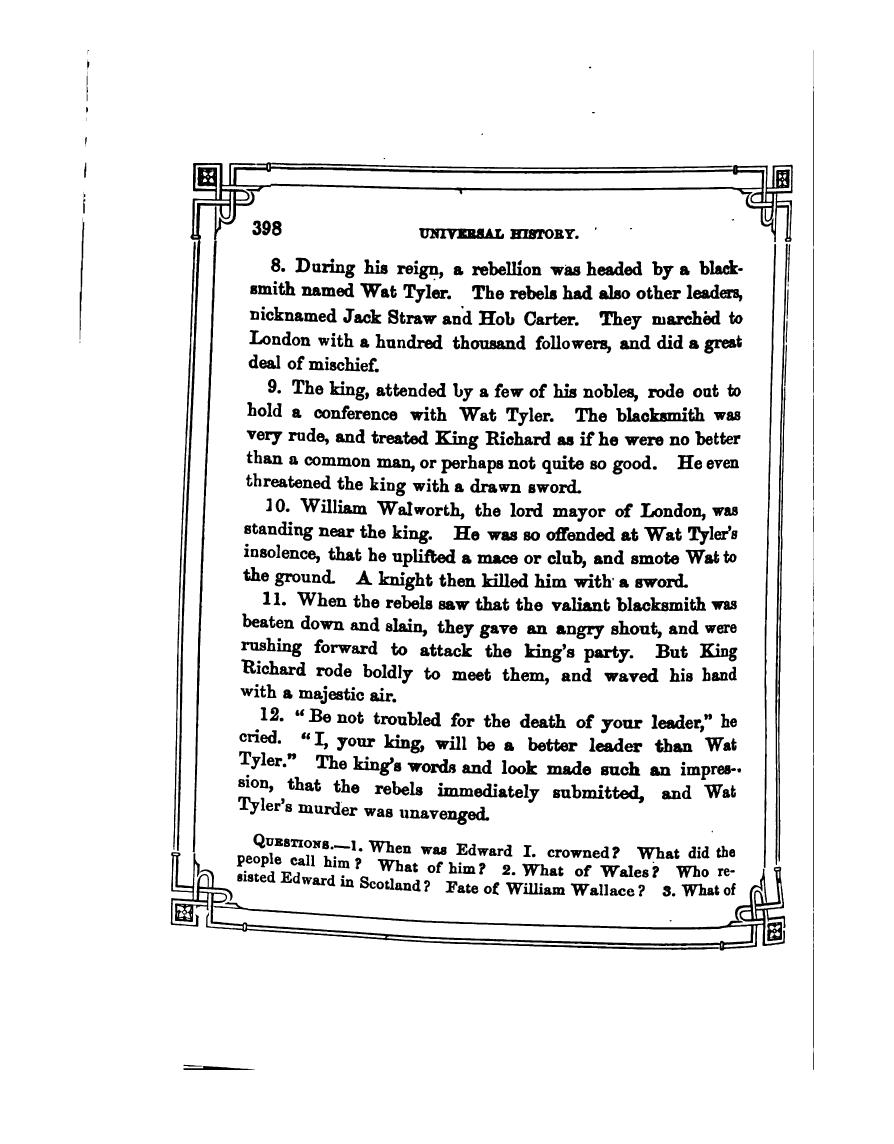 398
UNIVERSAL HISTORY.
8. During his reign, a rebellion was headed by a black-
smith named Wat Tyler. The rebels had also other leaders,
nicknamed Jack Straw and Hob Carter. They marched to
London with a hundred thousand followers, and did a great
deal of mischief.
9. The king, attended by a few of his nobles, rode out to
hold a conference with Wat Tyler. The blacksmith was
very rude, and treated King Richard as if he were no better
than a common man, or perhaps not quite so good. He even
threatened the king with a drawn sword.
10. William Walworth, the lord mayor of London, was
standing near the king. He was so offended at Wat Tyler's
insolence, that he uplifted a mace or club, and smote Wat to
the ground. A knight then killed him with a sword.
11. When the rebels saw that the valiant blacksmith was
beaten down and slain, they gave an angry shout, and were
rushing forward to attack the king's party. But King
Richard rode boldly to meet them, and waved his hand
with a majestic air.
12. "Be not troubled for the death of your leader," he
cried. "I, your king, will be a better leader than Wat
Tyler." The king's words and look made such an impres-
sion, that the rebels immediately submitted, and Wat
Tyler's murder was unavenged.
QUESTIONS.—1. When was Edward I. crowned? What did the
people call him? What of him? 2. What of Wales? Who re-
sisted Edward in Scotland? Fate of William Wallace? 3. What of